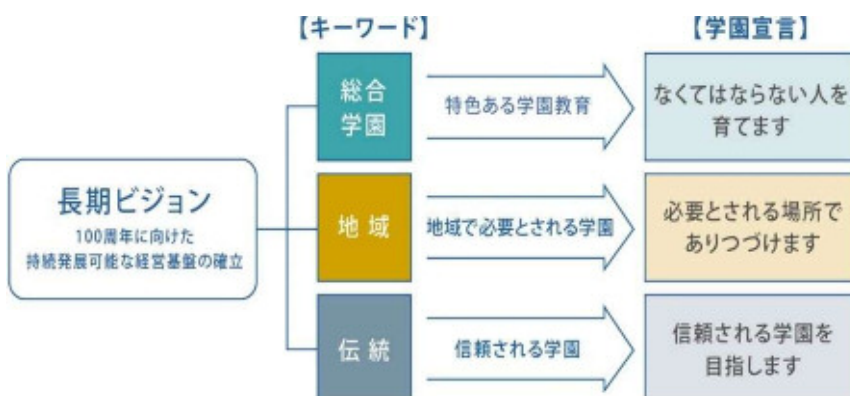 【キーワード】
【学園宣言】
長期ビジョン
100周年に向けた
持続発展可能な経営基盤の確立
総合
学園
特色ある学園教育
なくてはならない人を
育てます
地域
地域で必要とされる学園
必要とされる場所で
ありつづけます
伝統
信頼される学園
信頼される学園を
目指します